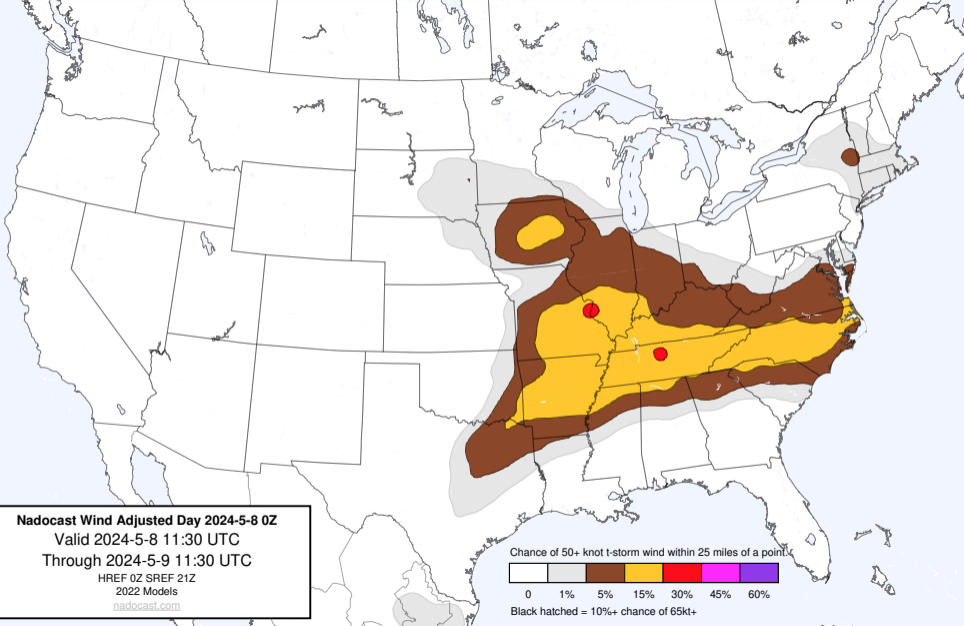 Nadocast Wind Adjusted Day 2024-5-8 0Z
Valid 2024-5-8 11:30 UTC
Through 2024-5-9 11:30 UTC
HREF 0Z SREF 21Z
2022 Models
nadocast.com
Chance of 50+ knot t-storm wind within 25 miles of a point.
0 1% 5% 15% 30% 45% 60%
Black hatched = 10%+ chance of 65kt+